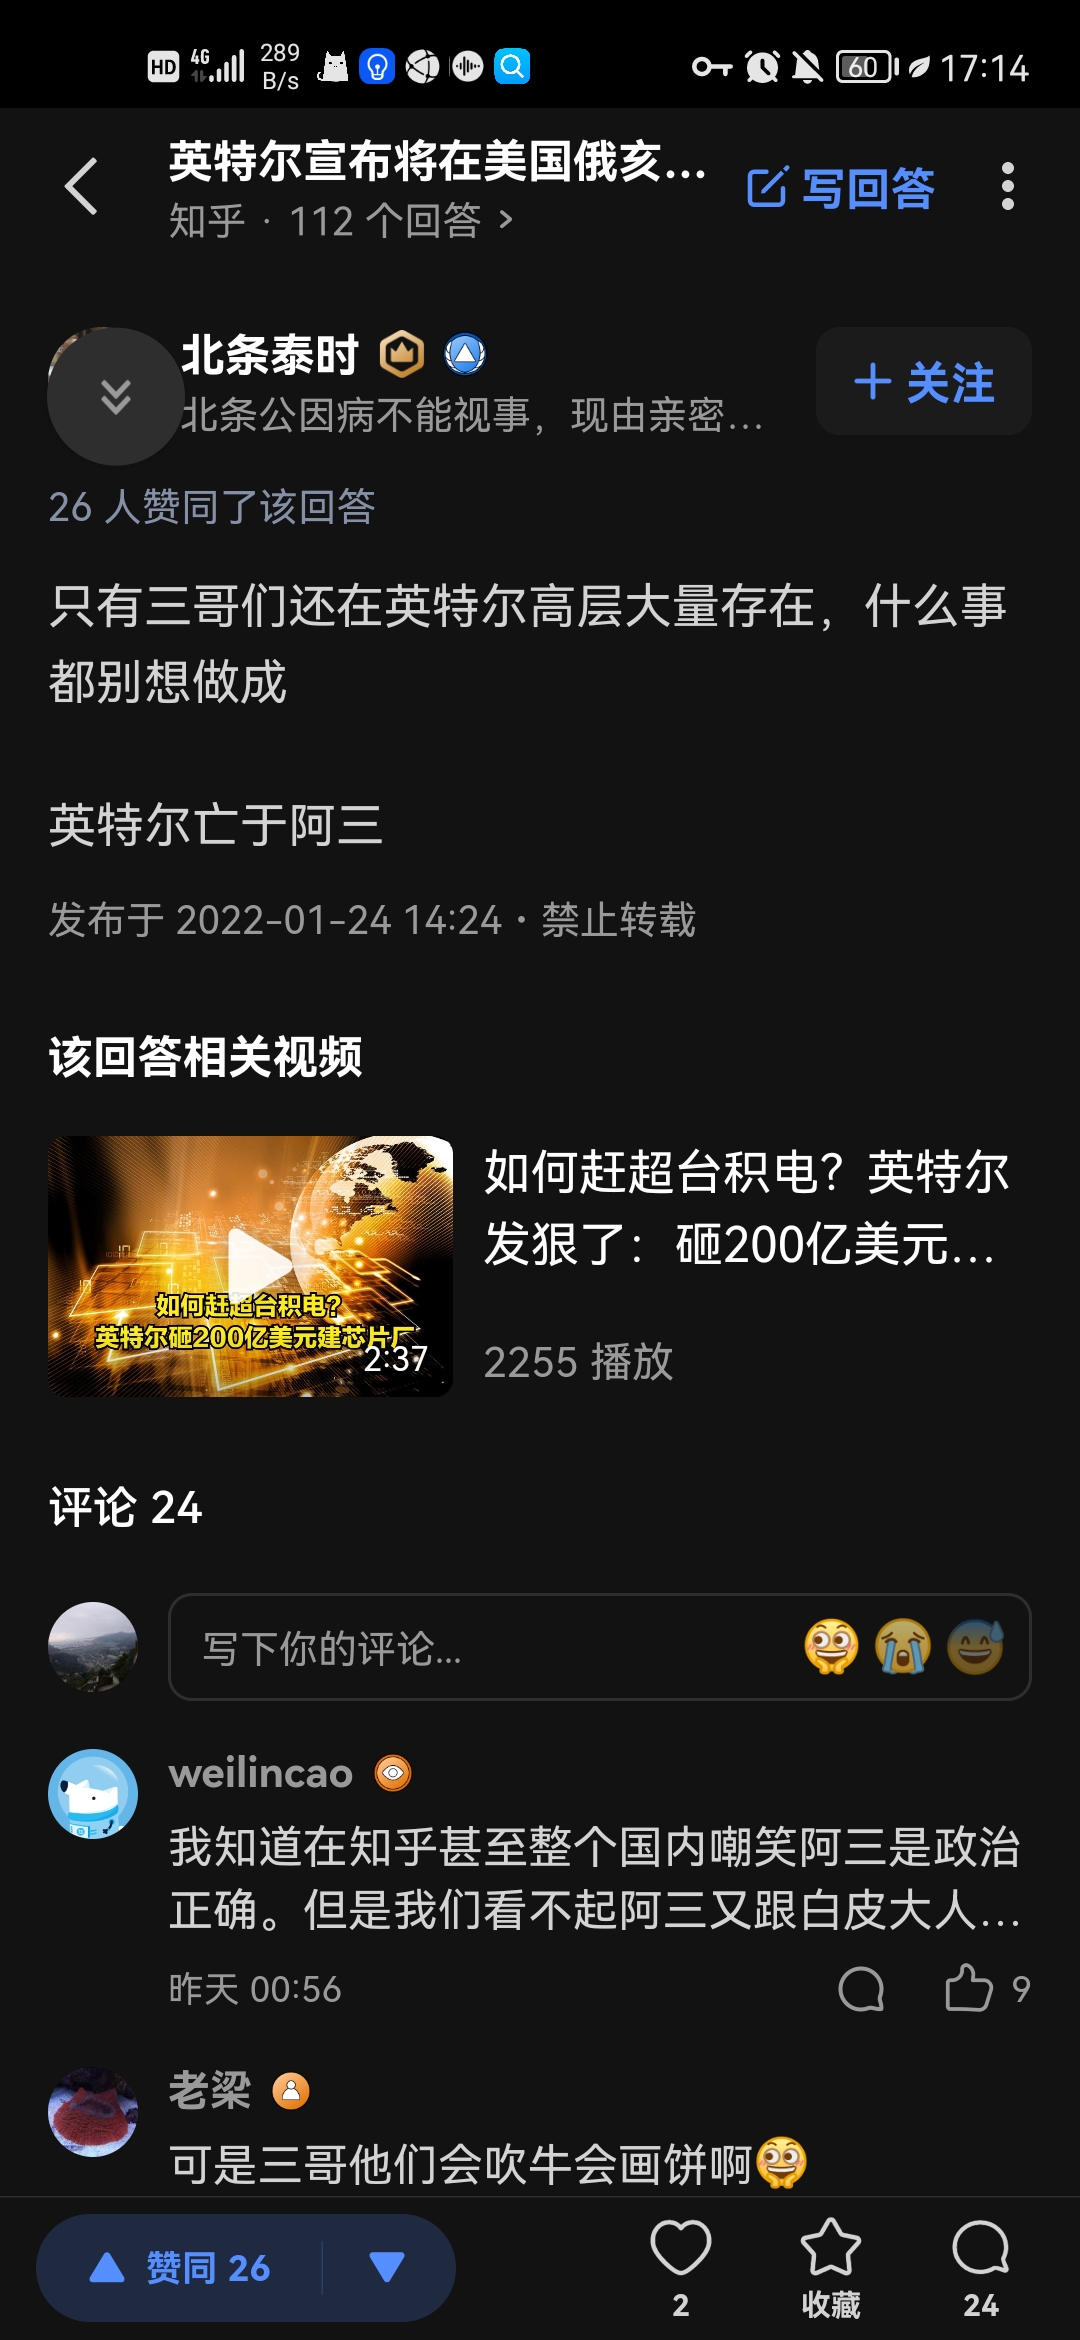 HD 4G 289 B/s 60 17:14
英特尔宣布将在美国俄亥...
知乎 · 112 个回答 >
写回答
北条泰时
北条公因病不能视事，现由亲密...
+ 关注
26 人赞同了该回答
只有三哥们还在英特尔高层大量存在，什么事
都别想做成
英特尔亡于阿三
发布于 2022-01-24 14:24 · 禁止转载
该回答相关视频
如何赶超台积电？
英特尔砸200亿美元建芯片厂
2:37
如何赶超台积电？英特尔
发狠了：砸200亿美元...
2255 播放
评论 24
写下你的评论...
weilincao
我知道在知乎甚至整个国内嘲笑阿三是政治
正确。但是我们看不起阿三又跟白皮大人...
昨天 00:56
9
老梁
可是三哥他们会吹牛会画饼啊
赞同 26
2
收藏
24